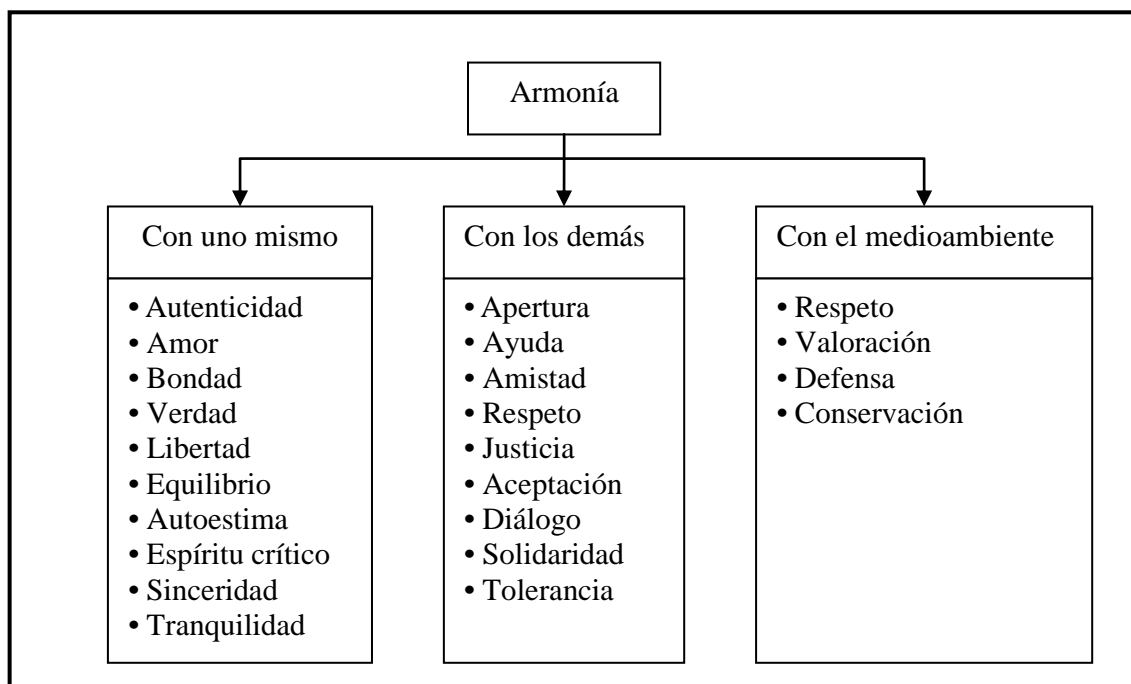 Armonía
Con uno mismo
• Autenticidad
• Amor
• Bondad
• Verdad
• Libertad
• Equilibrio
• Autoestima
• Espíritu crítico
• Sinceridad
• Tranquilidad
Con los demás
• Apertura
• Ayuda
• Amistad
• Respeto
• Justicia
• Aceptación
• Diálogo
• Solidaridad
• Tolerancia
Con el medioambiente
• Respeto
• Valoración
• Defensa
• Conservación